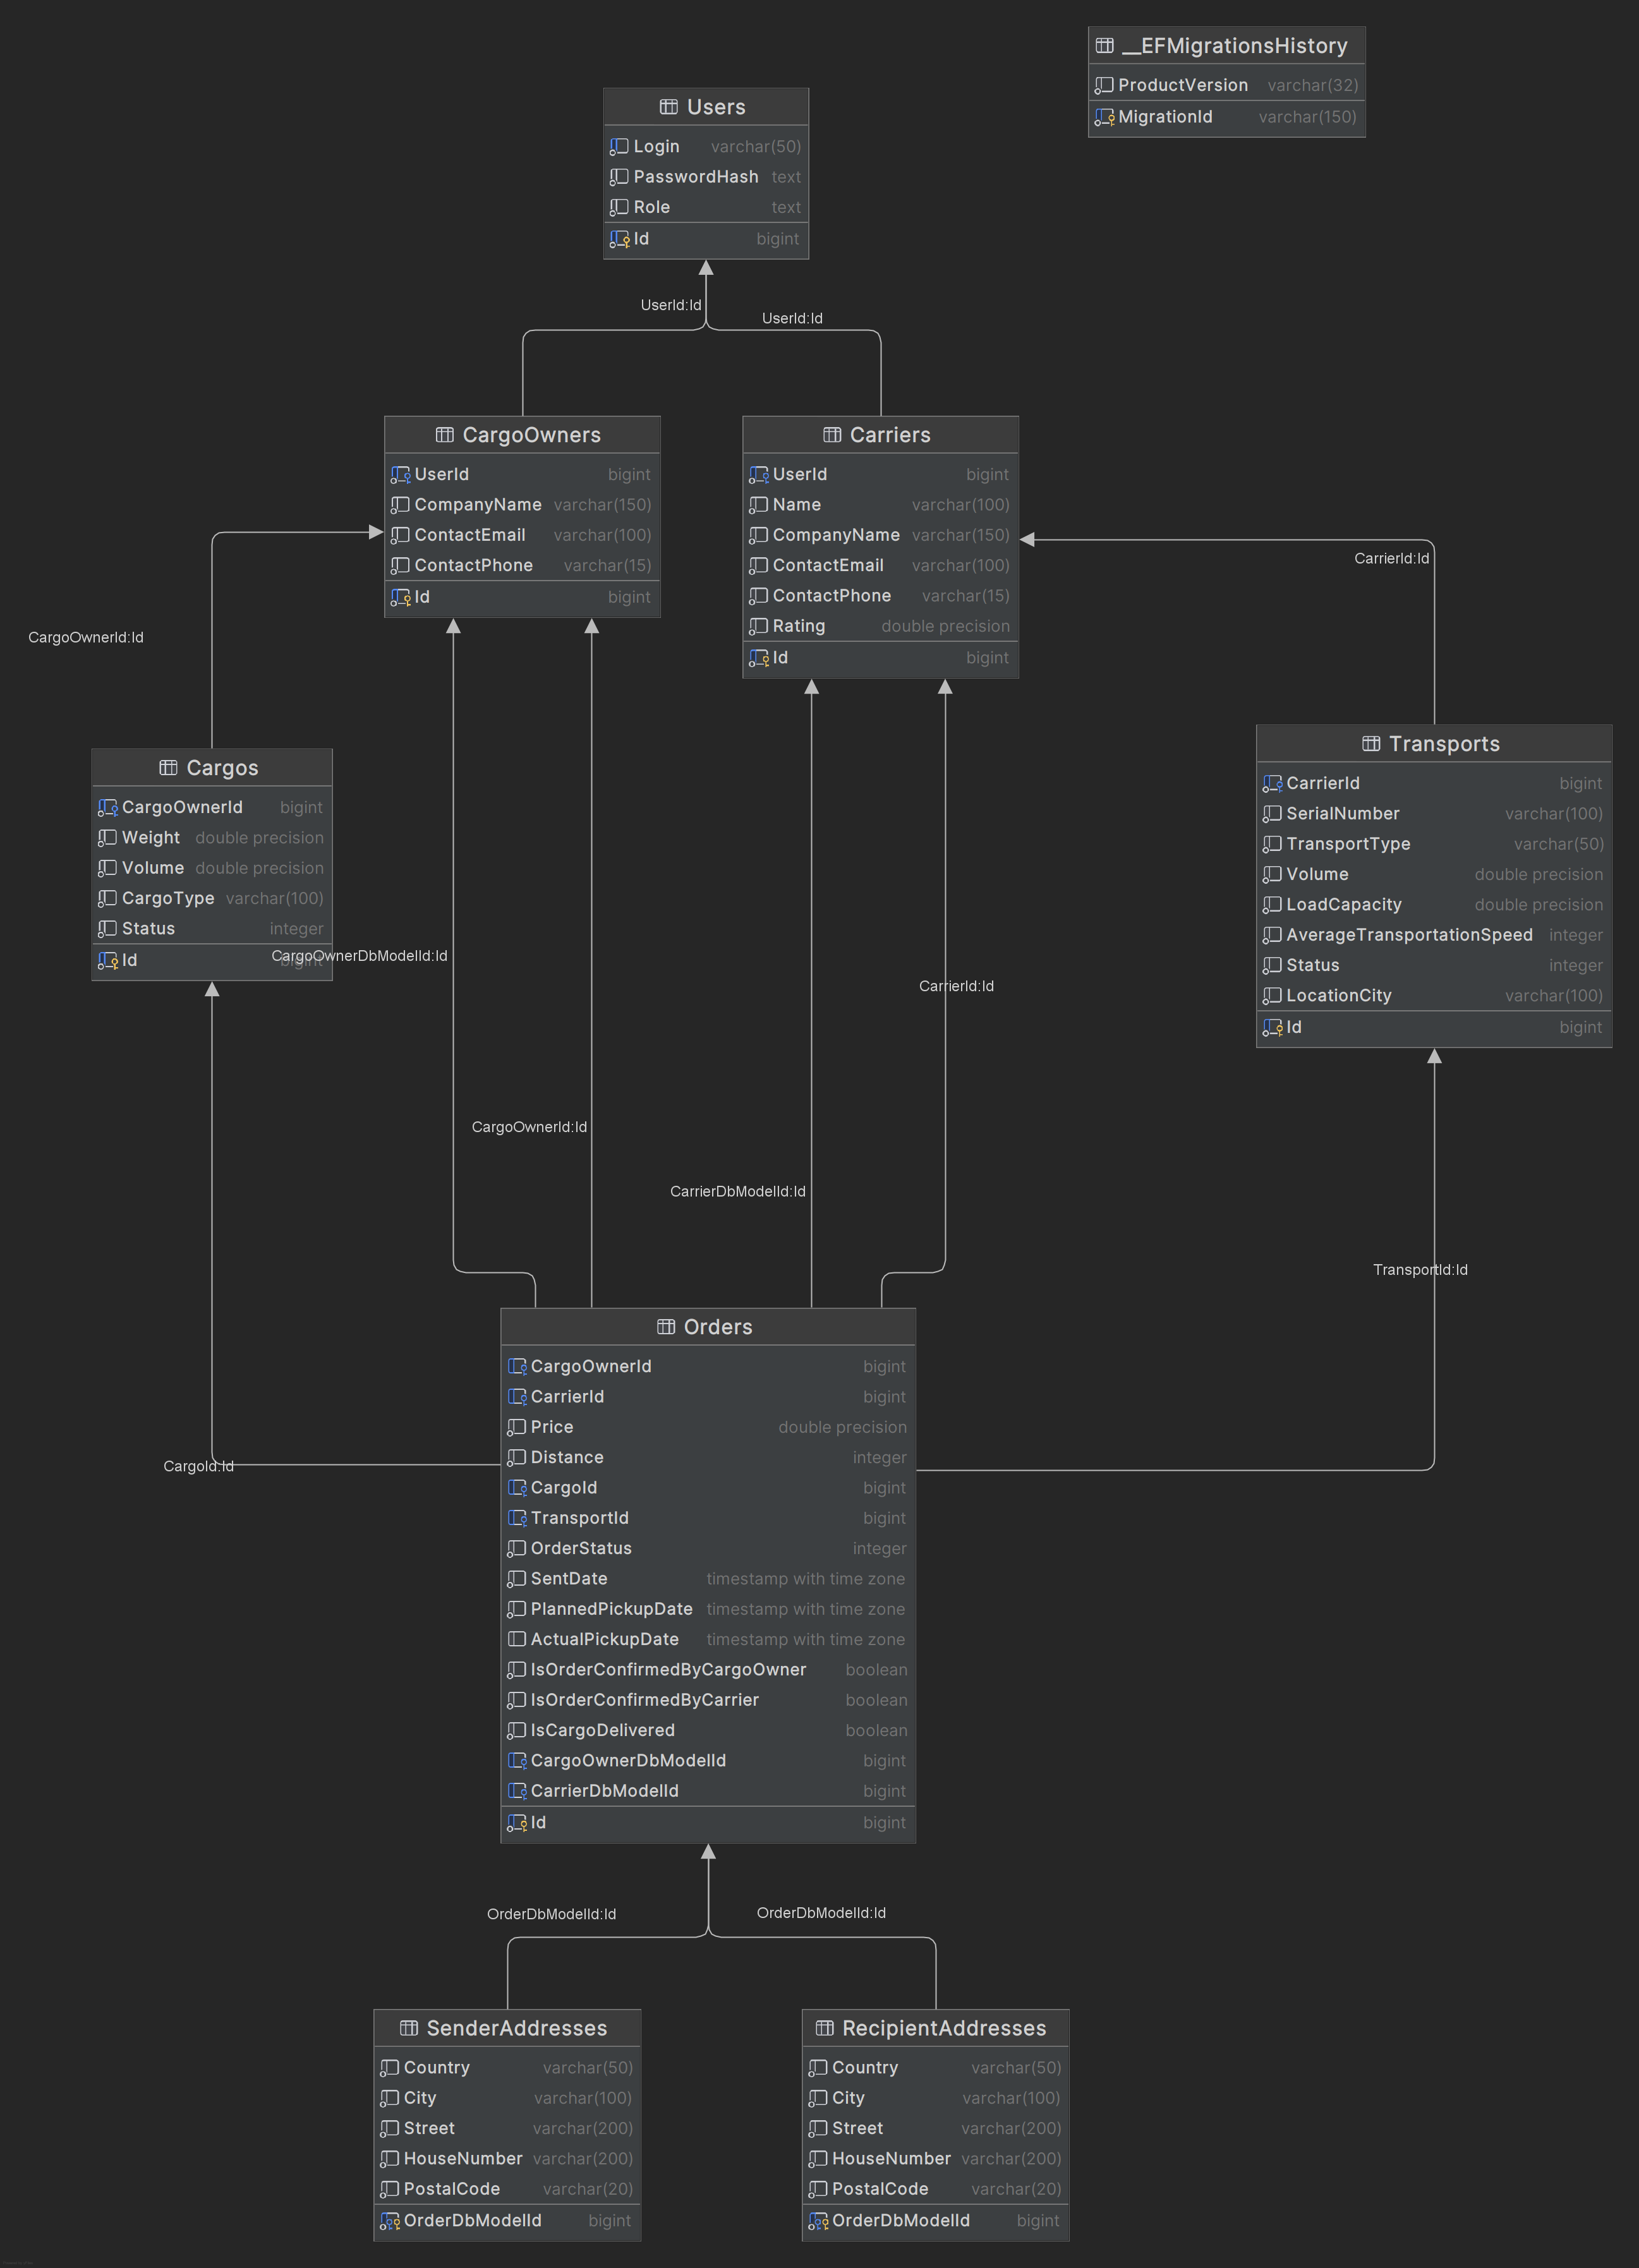 __EFMigrationsHistory
ProductVersion varchar(32)
MigrationId varchar(150)
Users
Login varchar(50)
PasswordHash text
Role text
Id bigint
UserId:Id
UserId:Id
CargoOwners
UserId bigint
CompanyName varchar(150)
ContactEmail varchar(100)
ContactPhone varchar(15)
Id bigint
Carriers
UserId bigint
Name varchar(100)
CompanyName varchar(150)
ContactEmail varchar(100)
ContactPhone varchar(15)
Rating double precision
Id bigint
CarrierId:Id
CargoOwnerId:Id
Cargos
CargoOwnerId bigint
Weight double precision
Volume double precision
CargoType varchar(100)
Status integer
Id bigint
Transports
CarrierId bigint
SerialNumber varchar(100)
TransportType varchar(50)
Volume double precision
LoadCapacity double precision
AverageTransportationSpeed integer
Status integer
LocationCity varchar(100)
Id bigint
CargoOwnerDbModelId:Id
CarrierId:Id
CargoOwnerId:Id
CarrierDbModelId:Id
TransportId:Id
CargoId:Id
Orders
CargoOwnerId bigint
CarrierId bigint
Price double precision
Distance integer
CargoId bigint
TransportId bigint
OrderStatus integer
SentDate timestamp with time zone
PlannedPickupDate timestamp with time zone
ActualPickupDate timestamp with time zone
IsOrderConfirmedByCargoOwner boolean
IsOrderConfirmedByCarrier boolean
IsCargoDelivered boolean
CargoOwnerDbModelId bigint
CarrierDbModelId bigint
Id bigint
OrderDbModelId:Id
OrderDbModelId:Id
SenderAddresses
Country varchar(50)
City varchar(100)
Street varchar(200)
HouseNumber varchar(200)
PostalCode varchar(20)
OrderDbModelId bigint
RecipientAddresses
Country varchar(50)
City varchar(100)
Street varchar(200)
HouseNumber varchar(200)
PostalCode varchar(20)
OrderDbModelId bigint